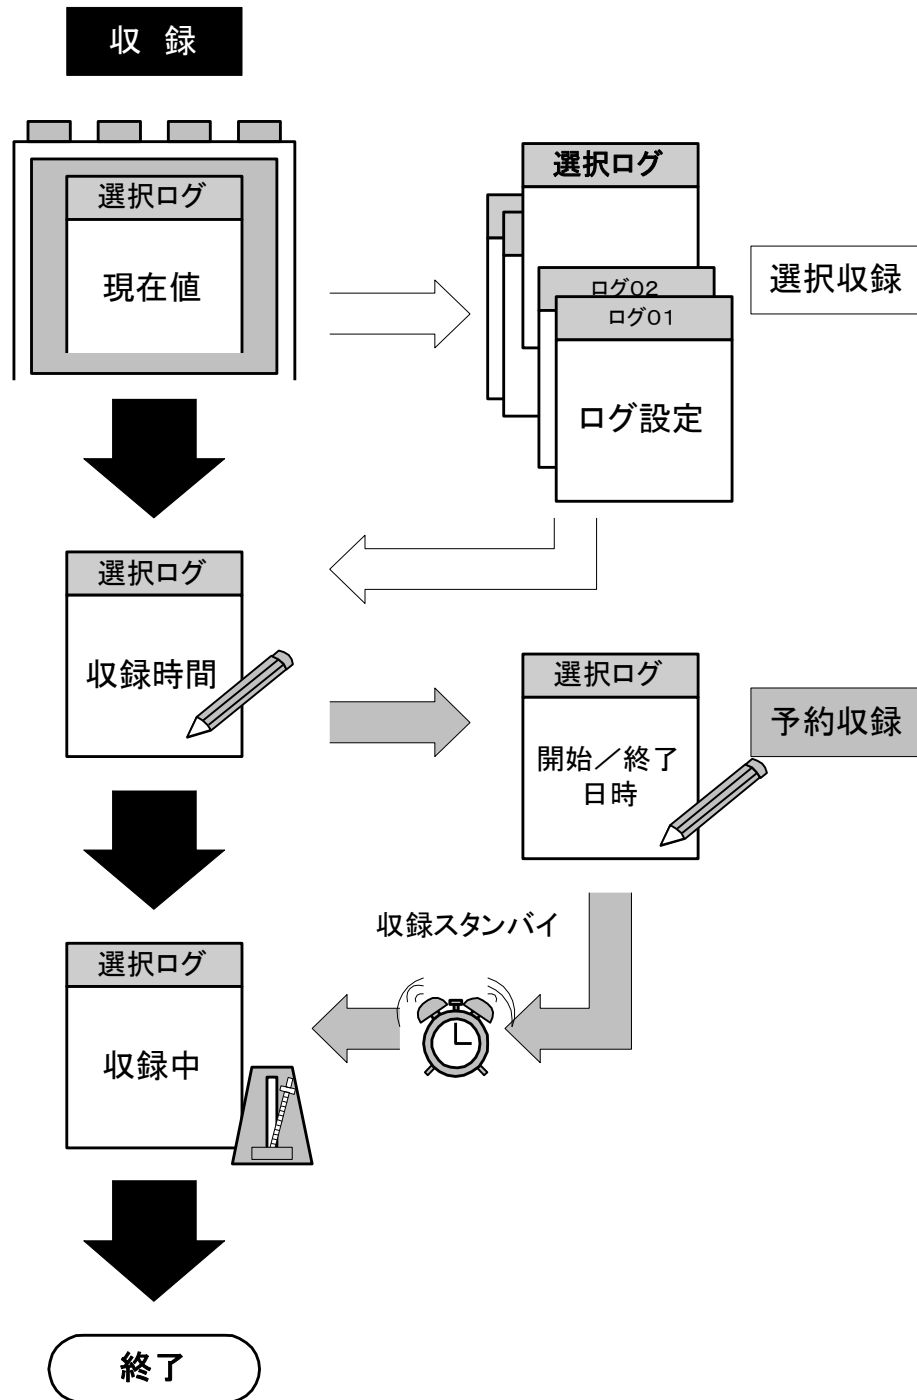 収 録
選択ログ
現在値
選択ログ
ログ02
ログ01
ログ設定
選択収録
選択ログ
収録時間
選択ログ
開始／終了
日時
予約収録
収録スタンバイ
選択ログ
収録中
終了